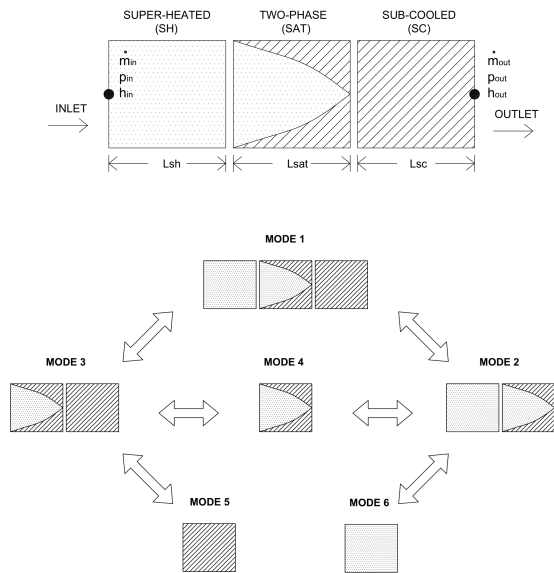 SUPER-HEATED TWO-PHASE SUB-COOLED
(SH) (SAT) (SC)
ṁin ṁout
pin pout
hin hout
INLET OUTLET
Lsh Lsat Lsc
MODE 1
MODE 3 MODE 4 MODE 2
MODE 5 MODE 6